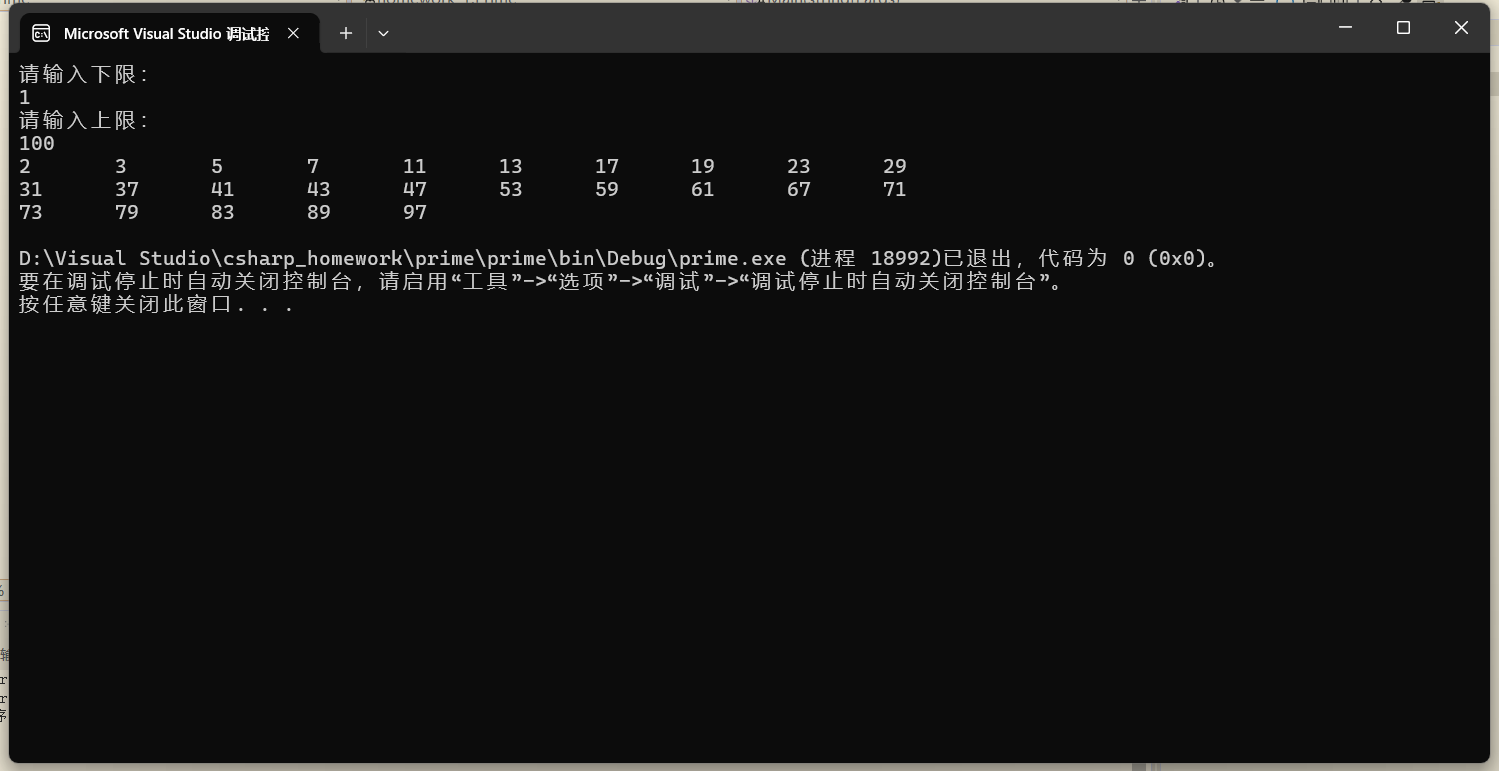 Microsoft Visual Studio 调试控
请输入下限:
1
请输入上限:
100
2 3 5 7 11 13 17 19 23 29
31 37 41 43 47 53 59 61 67 71
73 79 83 89 97
D:\Visual Studio\csharp_homework\prime\prime\bin\Debug\prime.exe (进程 18992)已退出，代码为 0 (0x0)。
要在调试停止时自动关闭控制台，请启用“工具”->“选项”->“调试”->“调试停止时自动关闭控制台”。
按任意键关闭此窗口. . .